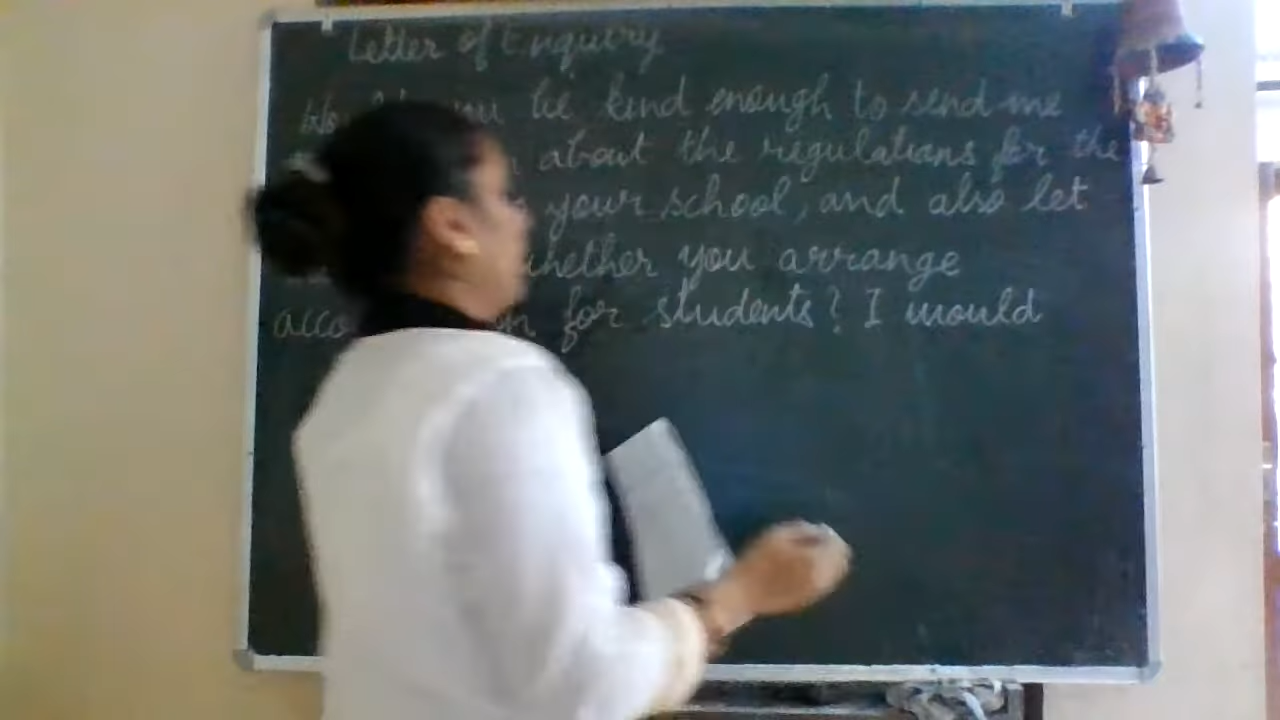 Letter of Enquiry
you be kind enough to send me
about the regulations for the
your school, and also let
whether you arrange
for students? I would